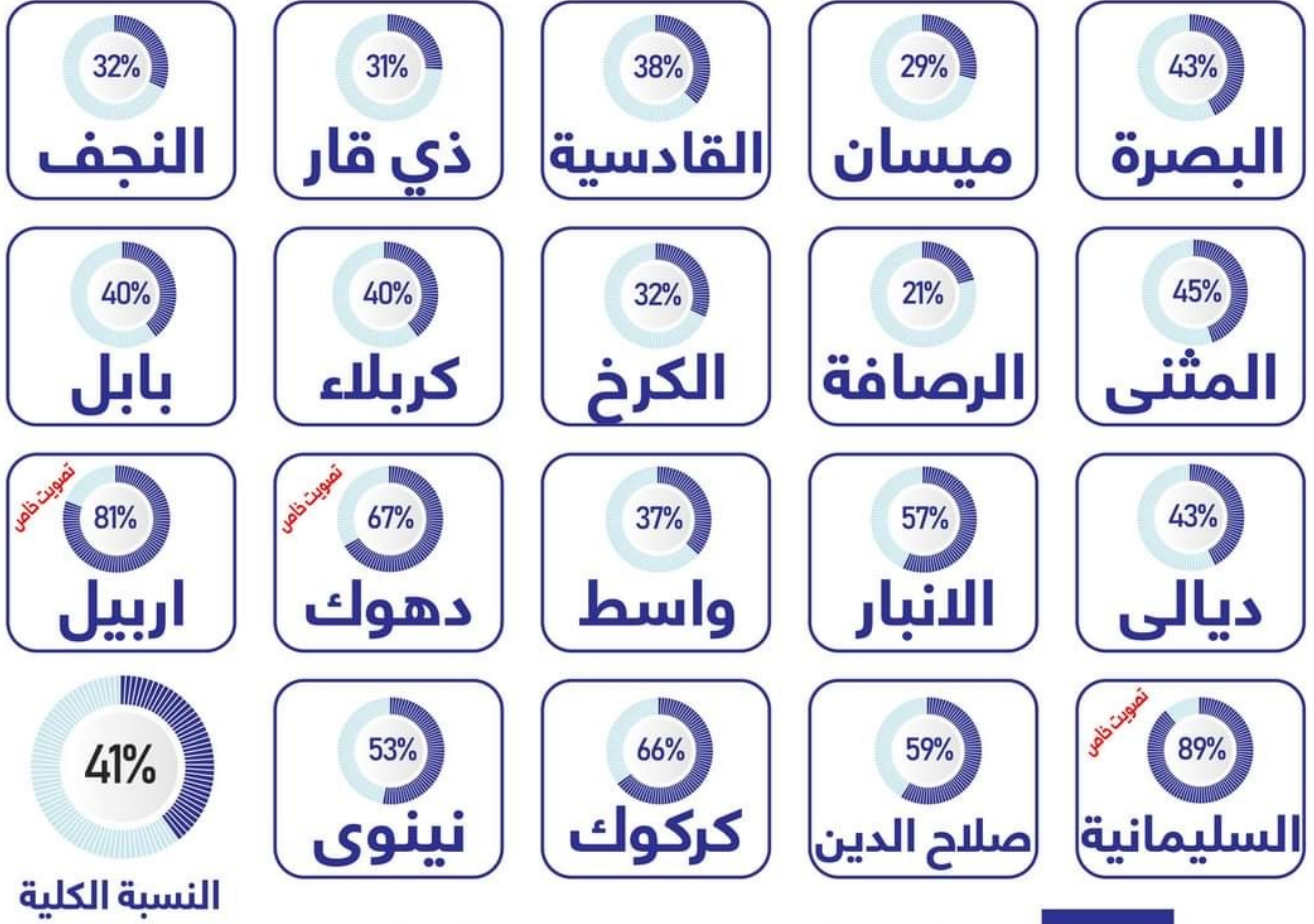 43%
البصرة
29%
ميسان
38%
القادسية
31%
ذي قار
32%
النجف
45%
المثنى
21%
الرصافة
32%
الكرخ
40%
كربلاء
40%
بابل
43%
ديالى
57%
الانبار
37%
واسط
تصويت خاص
67%
دهوك
تصويت خاص
81%
اربيل
تصويت خاص
89%
السليمانية
59%
صلاح الدين
66%
كركوك
53%
نينوى
41%
النسبة الكلية